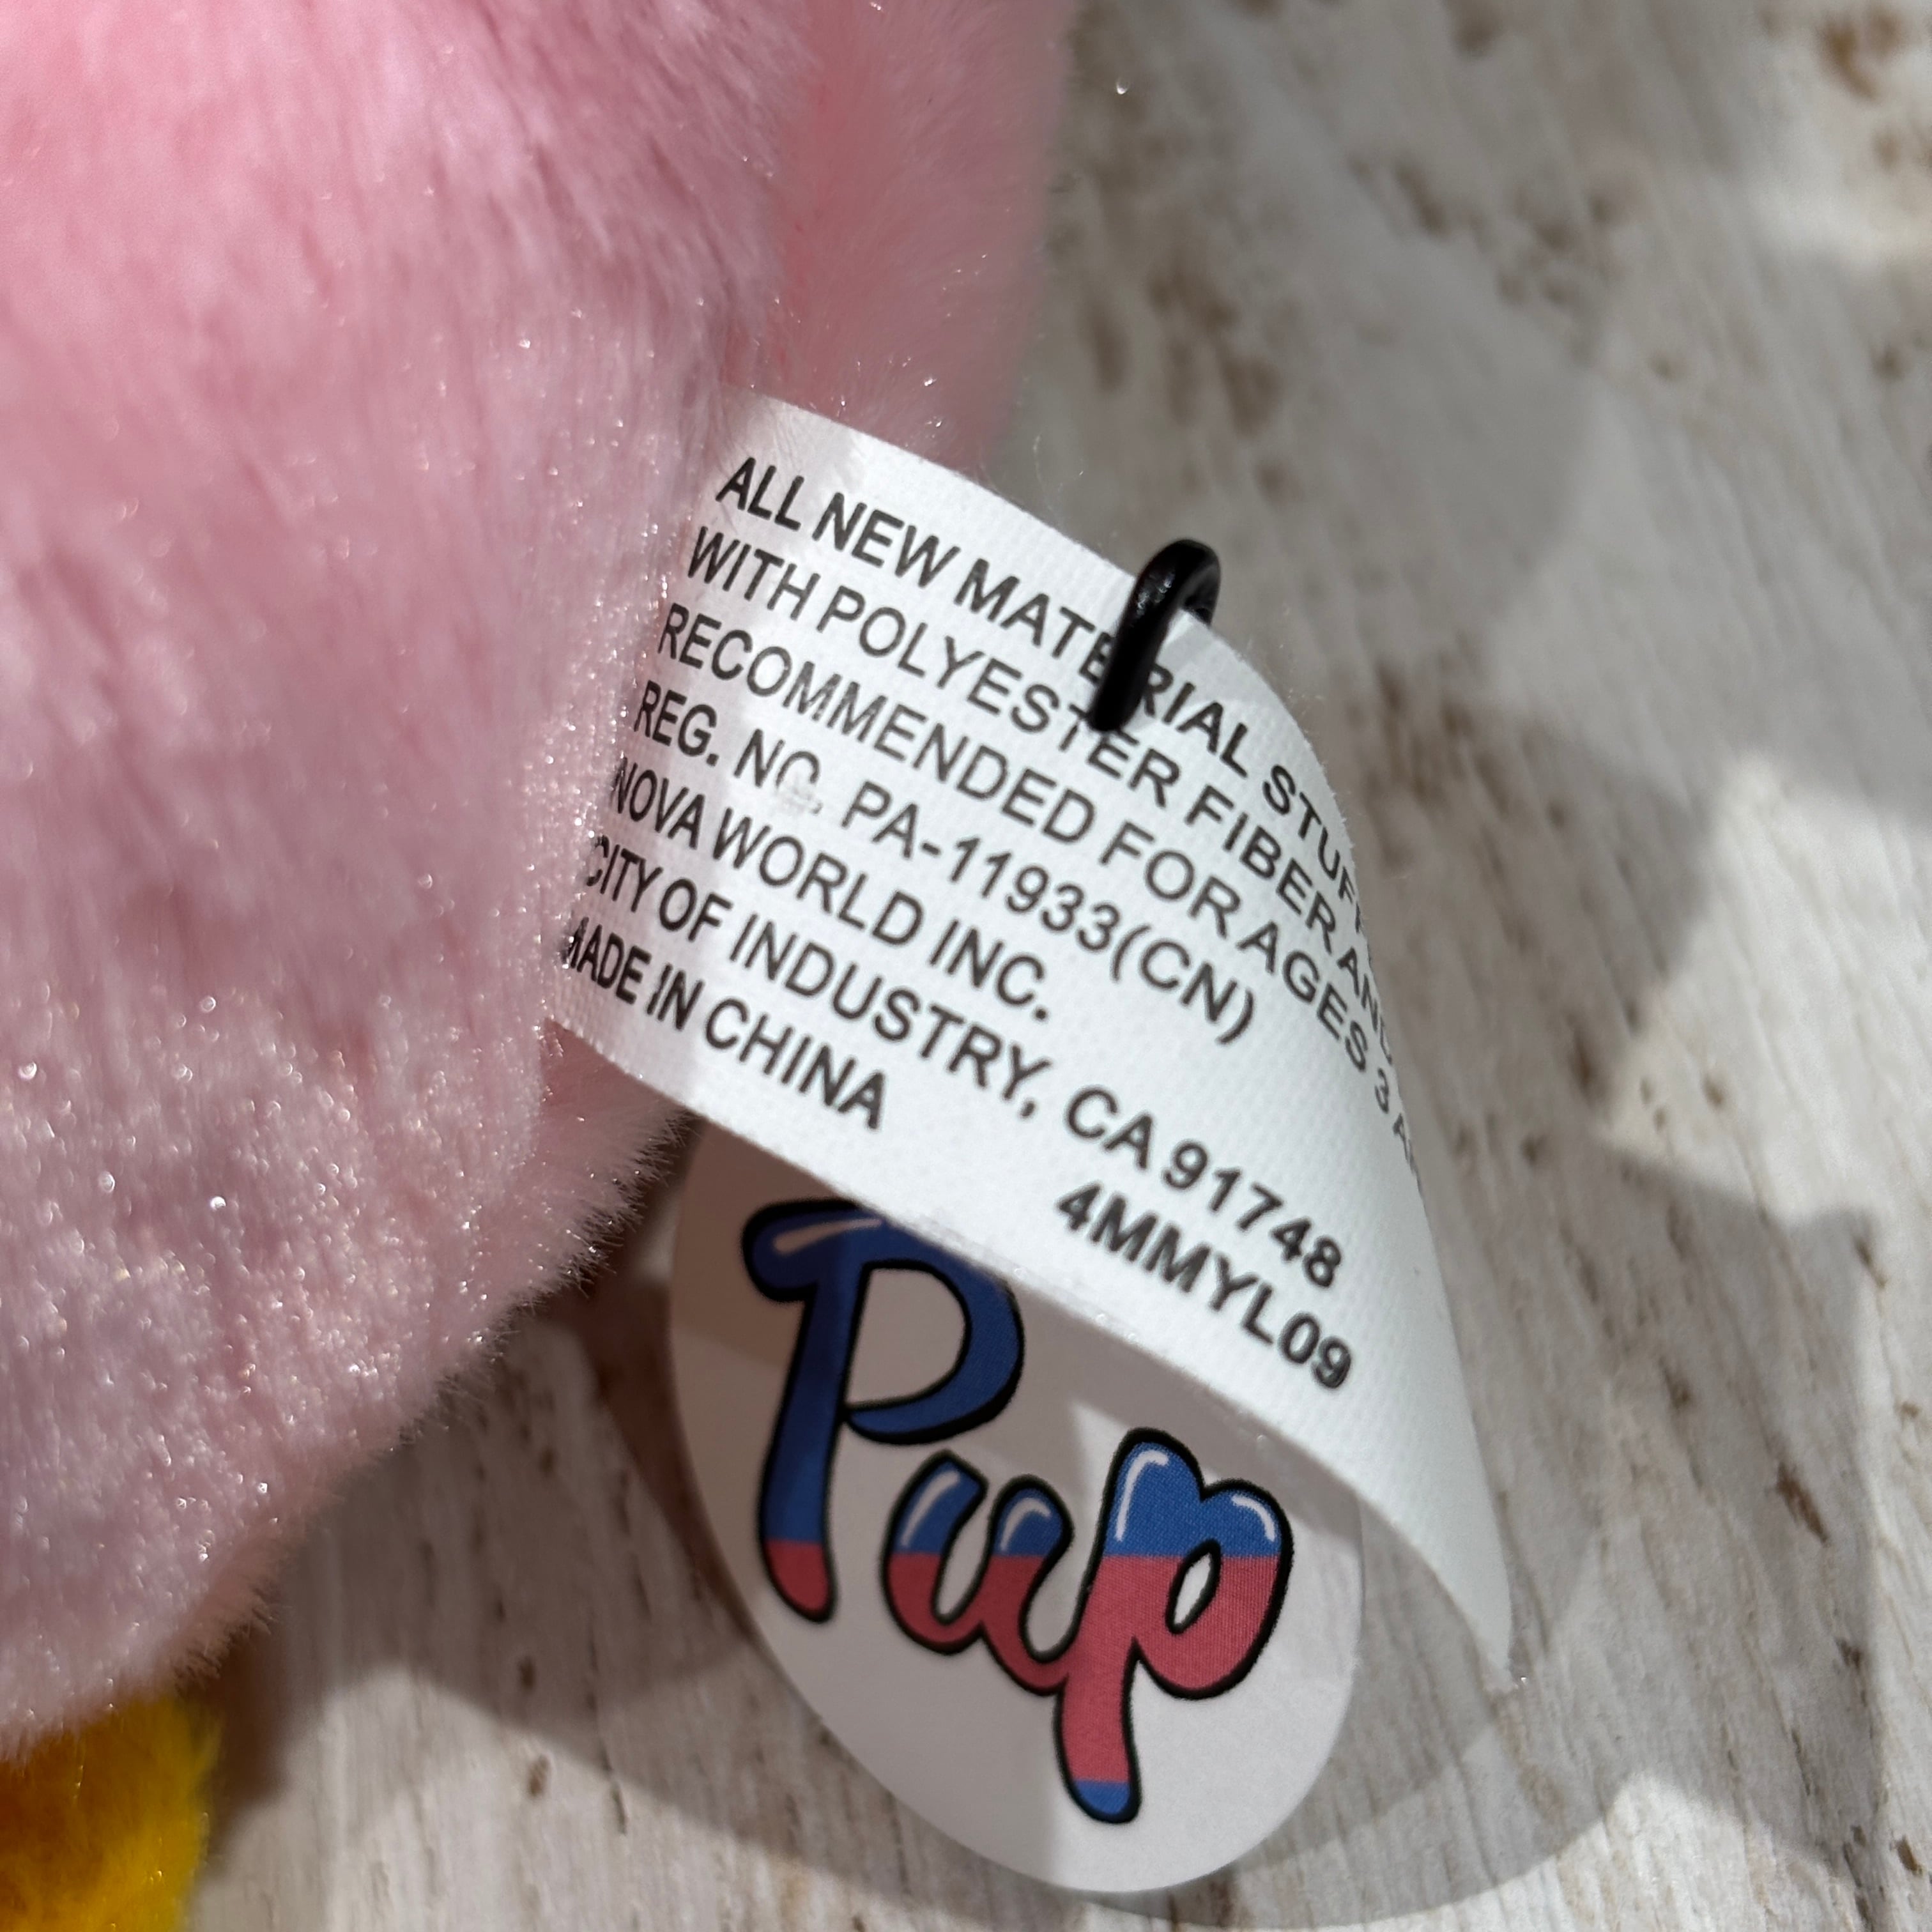 ALL NEW MATERIAL
WITH POLYESTER FIBER AND
RECOMMENDED FOR AGES 3
REG. NO. PA-11933(CN)
NOVA WORLD INC.
CITY OF INDUSTRY, CA 91748
MADE IN CHINA
4MMYL09
Pup